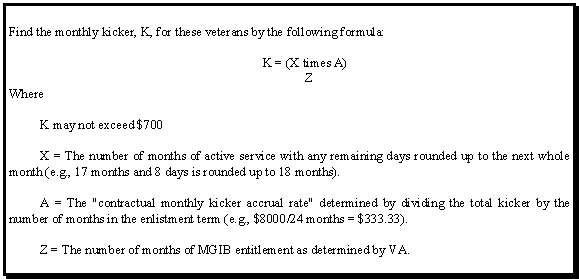 Find the monthly kicker, K, for these veterans by the following formula:
K = (X times A)
Z
Where
K may not exceed $700
X = The number of months of active service with any remaining days rounded up to the next whole
month (e.g., 17 months and 8 days is rounded up to 18 months).
A = The "contractual monthly kicker accrual rate" determined by dividing the total kicker by the
number of months in the enlistment term (e.g., $8000/24 months = $333.33).
Z = The number of months of MGIB entitlement as determined by VA.